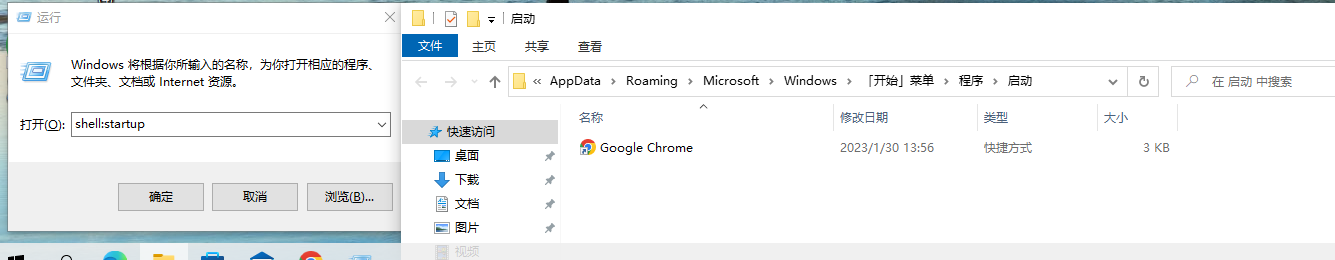 运行
Windows 将根据你所输入的名称，为你打开相应的程序、
文件夹、文档或 Internet 资源。
打开(O): shell:startup
确定 取消 浏览(B)...
启动
文件 主页 共享 查看
« AppData › Roaming › Microsoft › Windows › 「开始」菜单 › 程序 › 启动
在 启动 中搜索
名称 修改日期 类型 大小
快速访问
桌面
下载
文档
图片
视频
Google Chrome 2023/1/30 13:56 快捷方式 3 KB